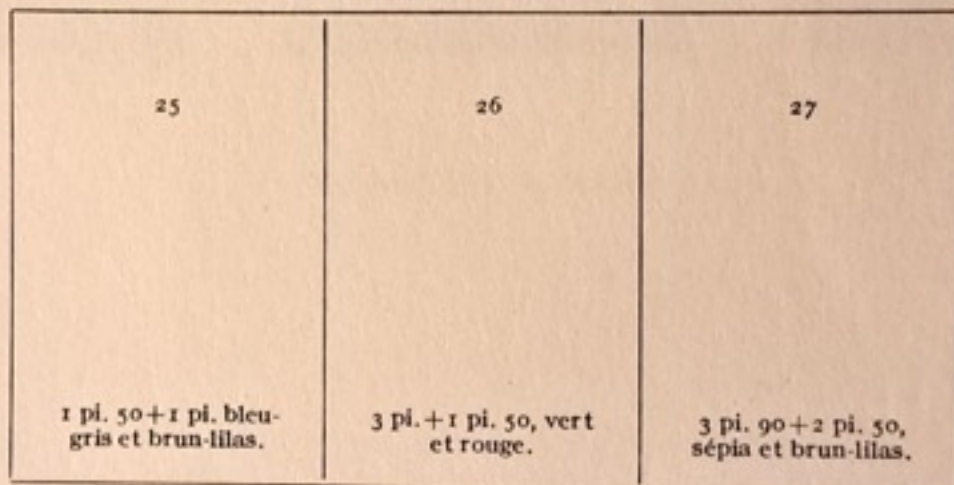 25
1 pi. 50+1 pi. bleu-
gris et brun-lilas.
26
3 pi.+1 pi. 50, vert
et rouge.
27
3 pi. 90+2 pi. 50,
sépia et brun-lilas.